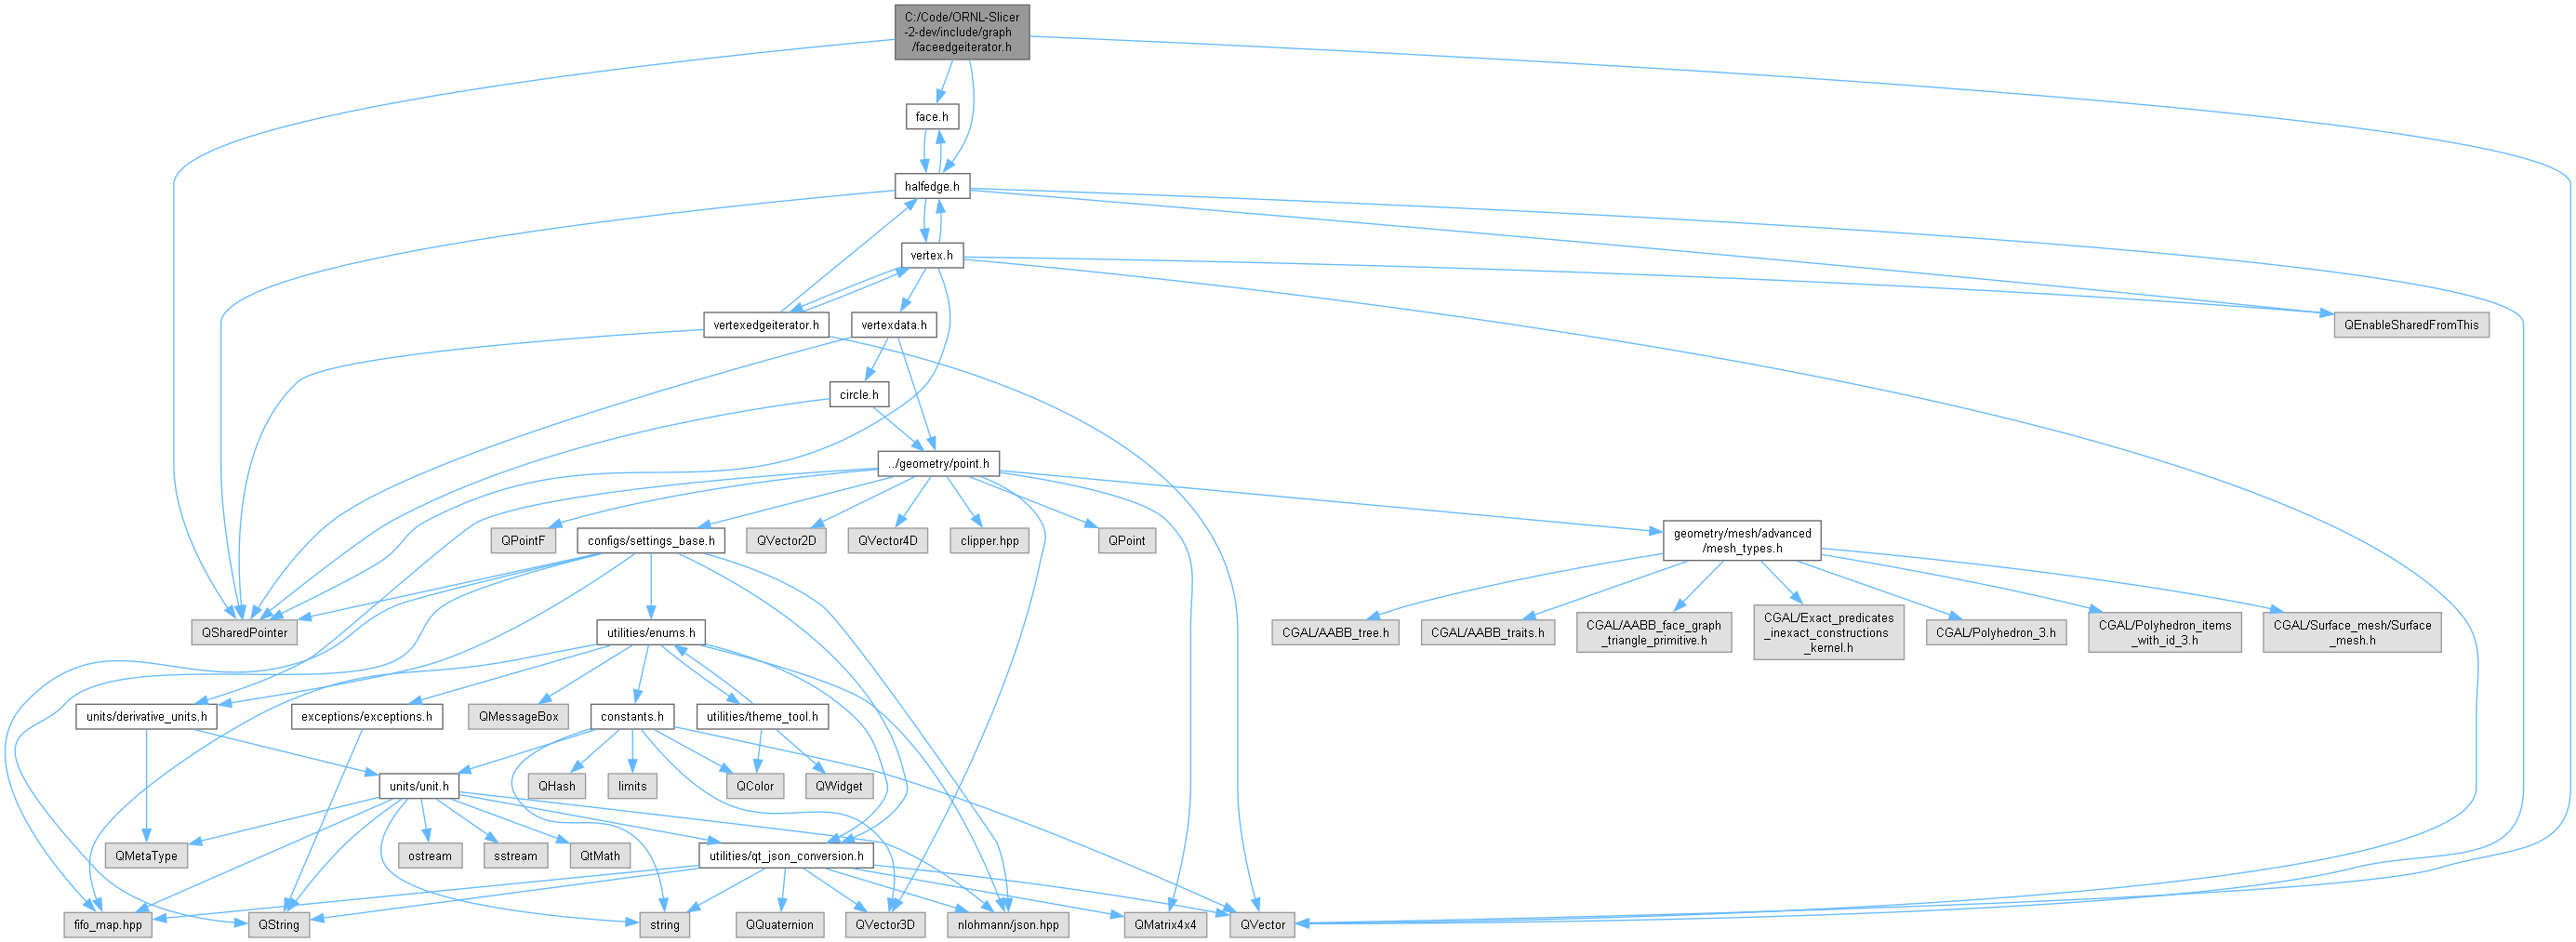 C:/Code/ORNL-Slicer
-2-dev/include/graph
/faceedgeiterator.h
face.h
halfedge.h
vertex.h
vertexedgeiterator.h
vertexdata.h
QEnableSharedFromThis
circle.h
../geometry/point.h
QPointF
configs/settings_base.h
QVector2D
QVector4D
clipper.hpp
QPoint
geometry/mesh/advanced
/mesh_types.h
QSharedPointer
utilities/enums.h
CGAL/AABB_tree.h
CGAL/AABB_traits.h
CGAL/AABB_face_graph
_triangle_primitive.h
CGAL/Exact_predicates
_inexact_constructions
_kernel.h
CGAL/Polyhedron_3.h
CGAL/Polyhedron_items
_with_id_3.h
CGAL/Surface_mesh/Surface
_mesh.h
units/derivative_units.h
exceptions/exceptions.h
QMessageBox
constants.h
utilities/theme_tool.h
units/unit.h
QHash
limits
QColor
QWidget
QMetaType
ostream
sstream
QtMath
utilities/qt_json_conversion.h
fifo_map.hpp
QString
string
QQuaternion
QVector3D
nlohmann/json.hpp
QMatrix4x4
QVector